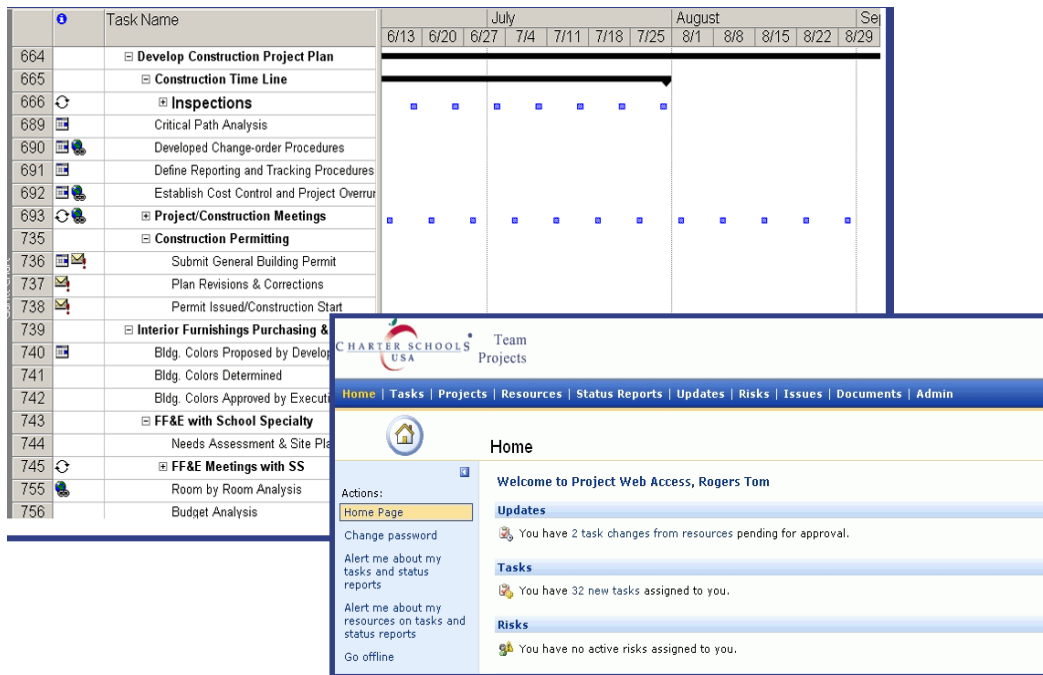 Task Name
July August Se
6/13 6/20 6/27 7/4 7/11 7/18 7/25 8/1 8/8 8/15 8/22 8/29
664 Develop Construction Project Plan
665 Construction Time Line
666 Inspections
689 Critical Path Analysis
690 Developed Change-order Procedures
691 Define Reporting and Tracking Procedures
692 Establish Cost Control and Project Overrun
693 Project/Construction Meetings
735 Construction Permitting
736 Submit General Building Permit
737 Plan Revisions & Corrections
738 Permit Issued/Construction Start
739 Interior Furnishings Purchasing &
740 Bldg. Colors Proposed by Develop
741 Bldg. Colors Determined
742 Bldg. Colors Approved by Executi
743 FF&E with School Specialty
744 Needs Assessment & Site Pla
745 FF&E Meetings with SS
755 Room by Room Analysis
756 Budget Analysis
CHARTER SCHOOLS
USA
Team
Projects
Home | Tasks | Projects | Resources | Status Reports | Updates | Risks | Issues | Documents | Admin
Home
Actions:
Home Page
Change password
Alert me about my
tasks and status
reports
Alert me about my
resources on tasks and
status reports
Go offline
Welcome to Project Web Access, Rogers Tom
Updates
You have 2 task changes from resources pending for approval.
Tasks
You have 32 new tasks assigned to you.
Risks
You have no active risks assigned to you.